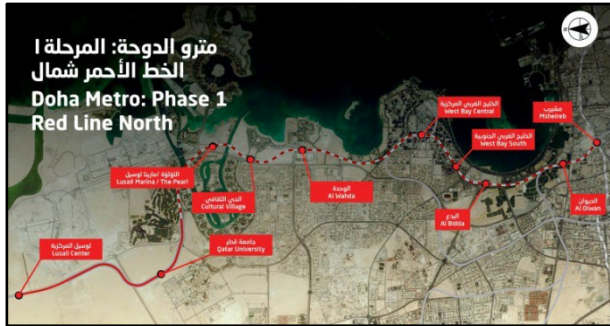 مترو الدوحة: المرحلة ١
الخط الأحمر شمال
Doha Metro: Phase 1
Red Line North
مشيرب
Msheireb
الخليج الغربي المركزية
West Bay Central
الخليج الغربي الجنوبية
West Bay South
اللؤلؤة /مارينا لوسيل
Lusail Marina / The Pearl
الحي الثقافي
Cultural Village
الوحدة
Al Wahda
البدع
Al Bidda
الديوان
Al Diwan
جامعة قطر
Qatar University
لوسيل المركزية
Lusail Center